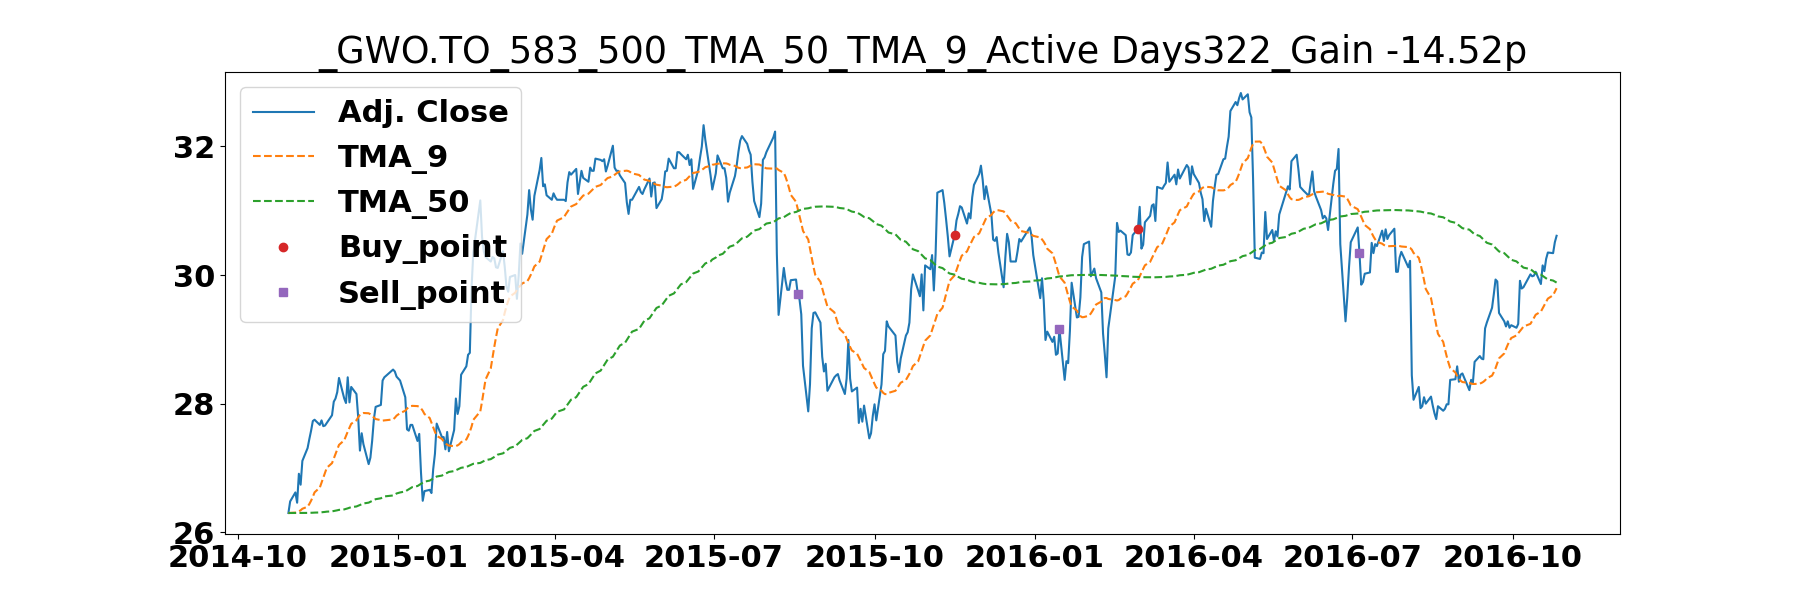 _GWO.TO_583_500_TMA_50_TMA_9_Active Days322_Gain -14.52p
Adj. Close
TMA_9
TMA_50
Buy_point
Sell_point
32
30
28
26
2014-10 2015-01 2015-04 2015-07 2015-10 2016-01 2016-04 2016-07 2016-10